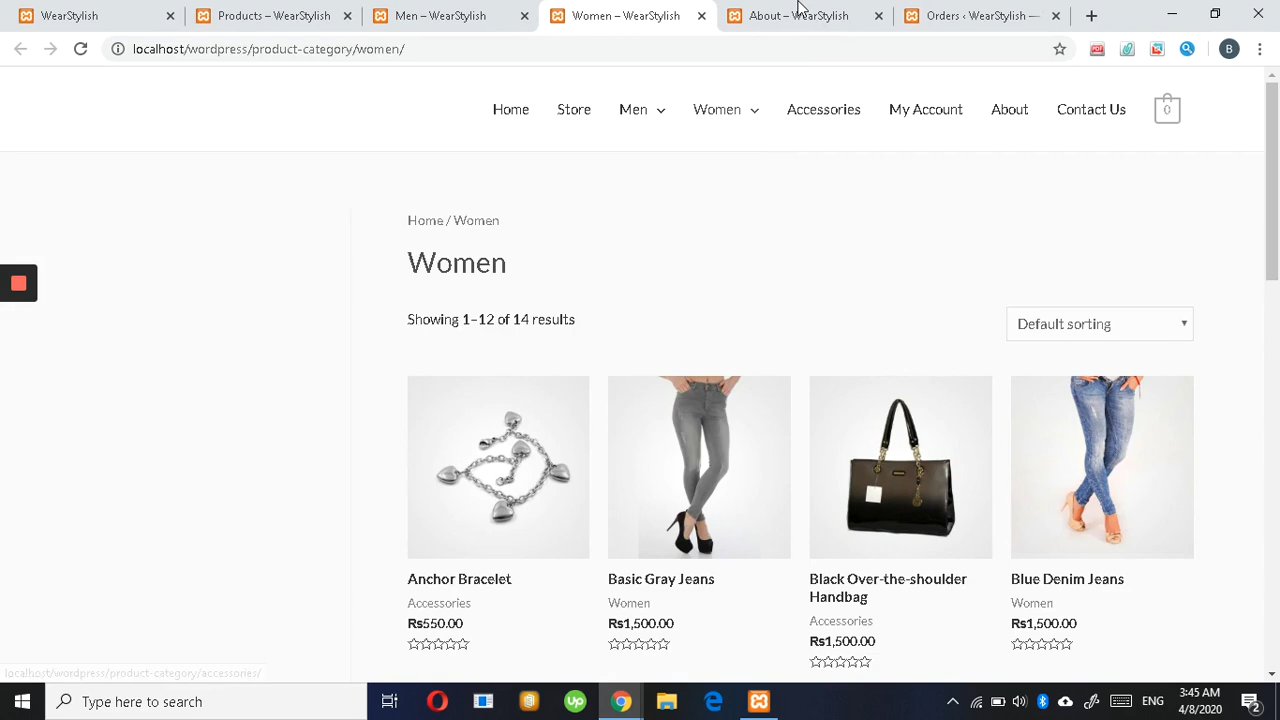 WearStylish
Products – WearStylish
Men – WearStylish
Women – WearStylish
About – WearStylish
Orders ‹ WearStylish —
localhost/wordpress/product-category/women/
PDF
B
Home
Store
Men
Women
Accessories
My Account
About
Contact Us
0
Home / Women
Women
Showing 1–12 of 14 results
Default sorting
Anchor Bracelet
Accessories
₨550.00
Basic Gray Jeans
Women
₨1,500.00
Black Over-the-shoulder
Handbag
Accessories
₨1,500.00
Blue Denim Jeans
Women
₨1,500.00
localhost/wordpress/product-category/accessories/
Type here to search
up
ENG
3:45 AM
4/8/2020
2